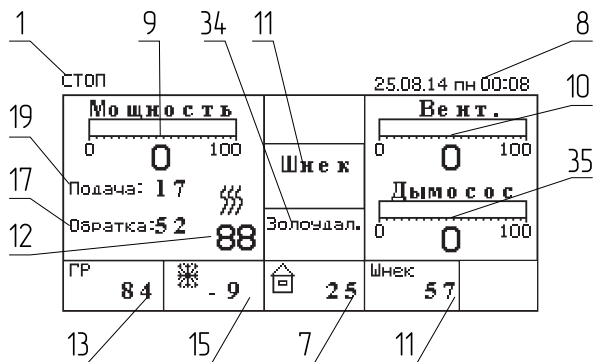 1 9 34 11 8
СТОП 25.08.14 пн 00:08
Мощность Вент. 10
19 0 0 100 Шнек 0 0 100
17 Подача: 17 Дымосос 35
12 Обратка: 52 88 Золоудал. 0 0 100
ГР 84 - 9 25 Шнек 57
13 15 7 11